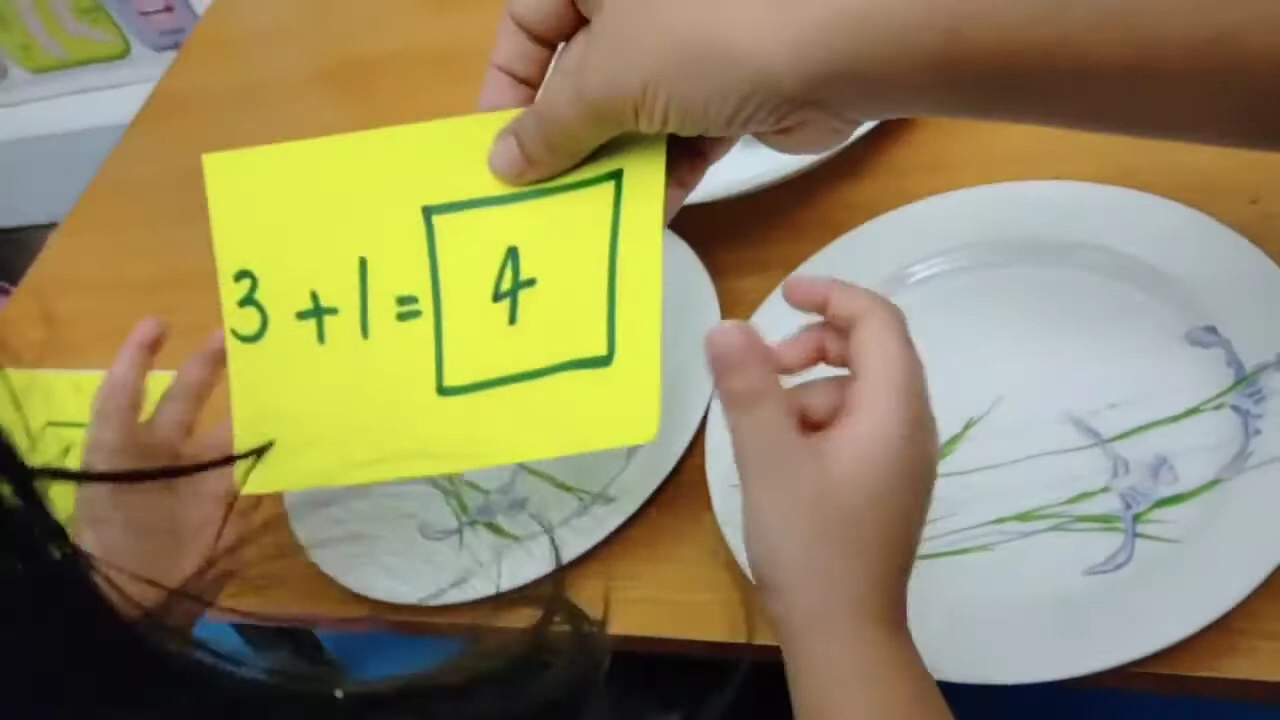 3 + 1 = 4